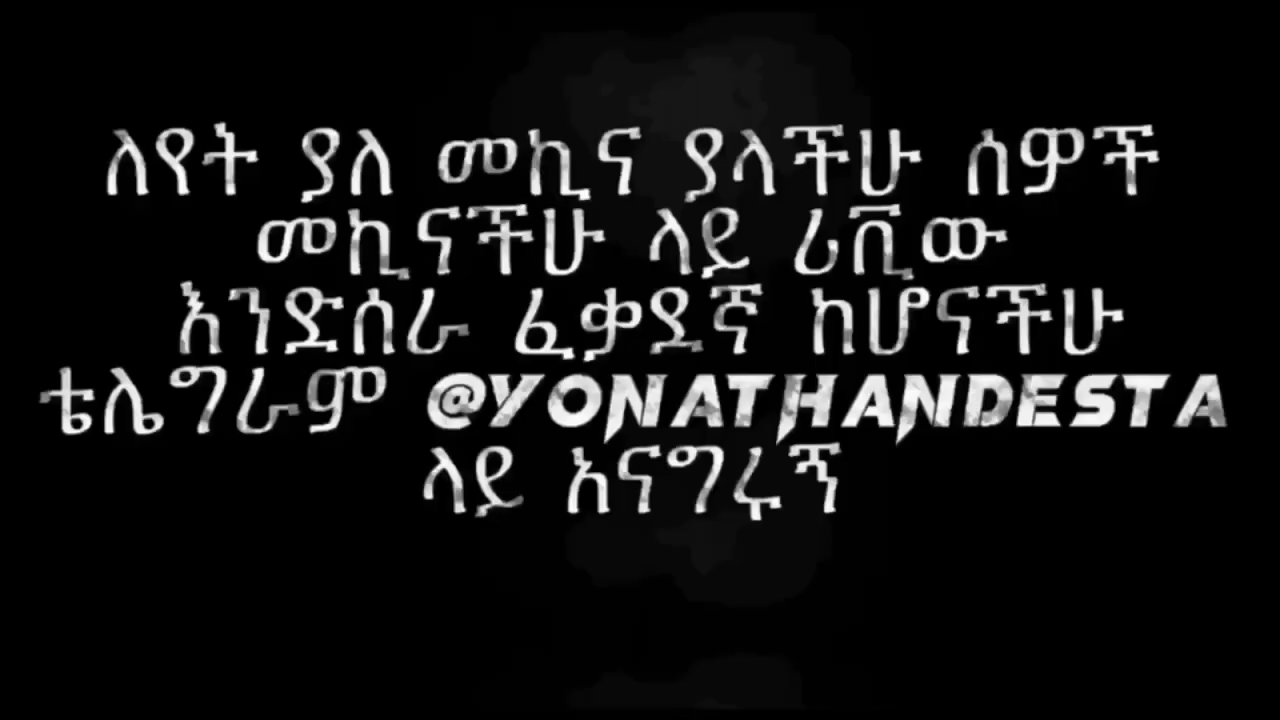 ለየት ያለ መኪና ያላችሁ ሰዎች
መኪናችሁ ላይ ሪቪው
እንድሰራ ፈቃደኛ ከሆናችሁ
ቴሌግራም @YONATHANDESTA
ላይ አናግሩኝ